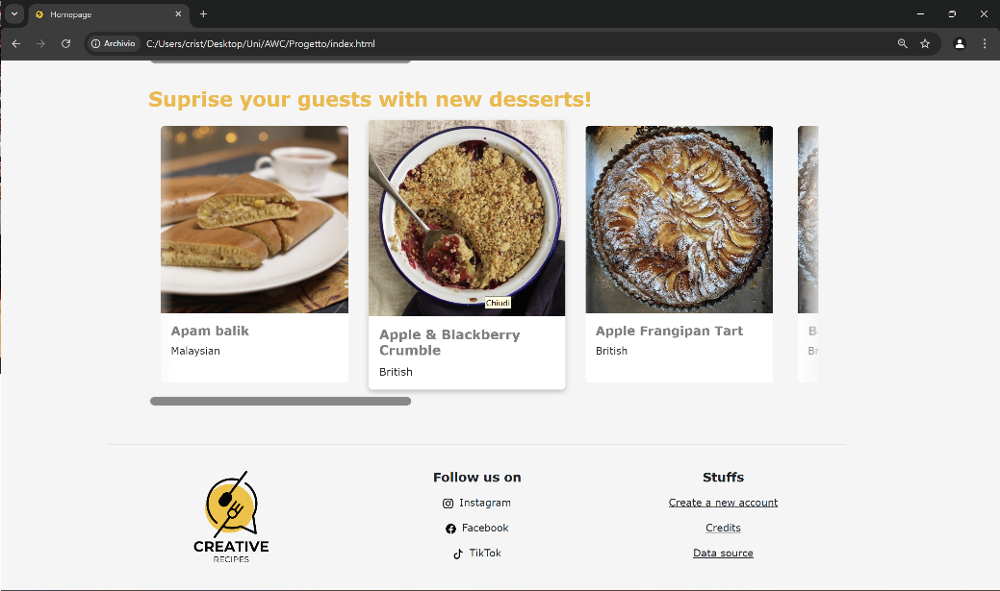 Homepage
Archivio
C:/Users/crist/Desktop/Uni/AWC/Progetto/index.html
Suprise your guests with new desserts!
Chiudi
Apam balik
Malaysian
Apple & Blackberry
Crumble
British
Apple Frangipan Tart
British
B
Br
CREATIVE
RECIPES
Follow us on
Instagram
Facebook
TikTok
Stuffs
Create a new account
Credits
Data source